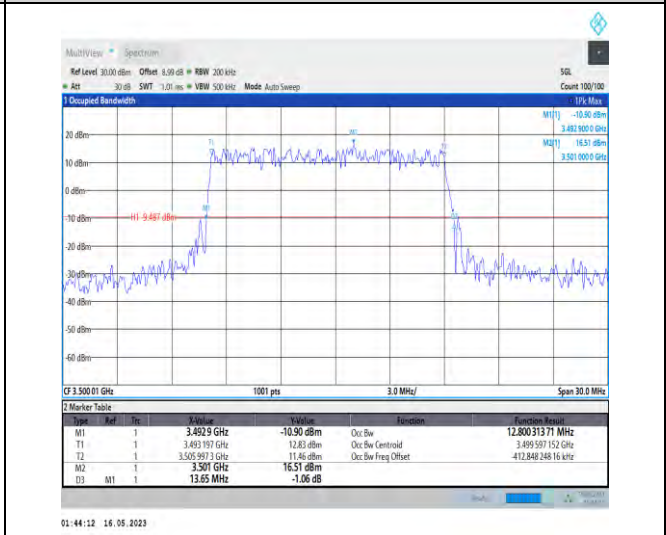 MultiView Spectrum
Ref Level 30.00 dBm Offset 8.99 dB RBW 200 kHz SGL
Att 30 dB SWT 1.01 ms VBW 500 kHz Mode Auto Sweep Count 100/100
1 Occupied Bandwidth 1Pk Max
M1[1] -10.90 dBm
3.492 900 0 GHz
M2[1] 16.51 dBm
3.501 000 0 GHz
20 dBm
10 dBm
0 dBm
-10 dBm H1 -9.487 dBm
-20 dBm
-30 dBm
-40 dBm
-50 dBm
-60 dBm
CF 3.500 01 GHz 1001 pts 3.0 MHz/ Span 30.0 MHz
2 Marker Table
Type Ref Trc X-Value Y-Value Function Function Result
M1 1 3.492 9 GHz -10.90 dBm Occ Bw 12.800 313 71 MHz
T1 1 3.493 197 GHz 12.83 dBm Occ Bw Centroid 3.499 597 152 GHz
T2 1 3.505 997 3 GHz 11.46 dBm Occ Bw Freq Offset -412.848 248 16 kHz
M2 1 3.501 GHz 16.51 dBm
D3 M1 1 13.65 MHz -1.06 dB
01:44:12 16.05.2023